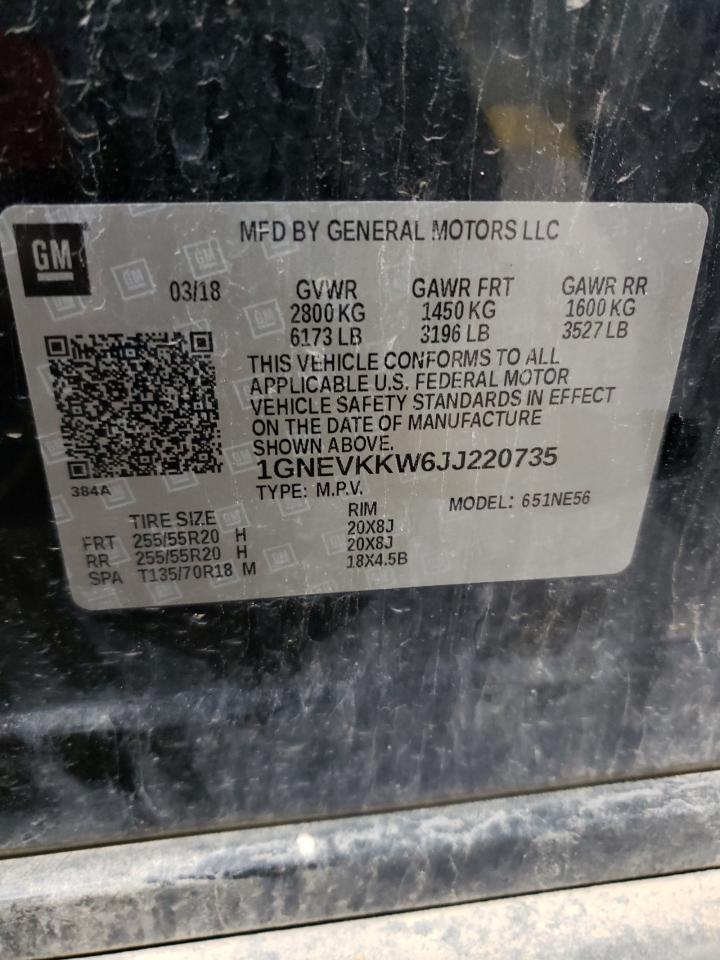 GM
MFD BY GENERAL MOTORS LLC
03/18 GVWR GAWR FRT GAWR RR
2800 KG 1450 KG 1600 KG
6173 LB 3196 LB 3527 LB
THIS VEHICLE CONFORMS TO ALL
APPLICABLE U.S. FEDERAL MOTOR
VEHICLE SAFETY STANDARDS IN EFFECT
ON THE DATE OF MANUFACTURE
SHOWN ABOVE.
1GNEVKKW6JJ220735
384A
TYPE: M.P.V. MODEL: 651NE56
TIRE SIZE RIM
FRT 255/55R20 H 20X8J
RR 255/55R20 H 20X8J
SPA T135/70R18 M 18X4.5B